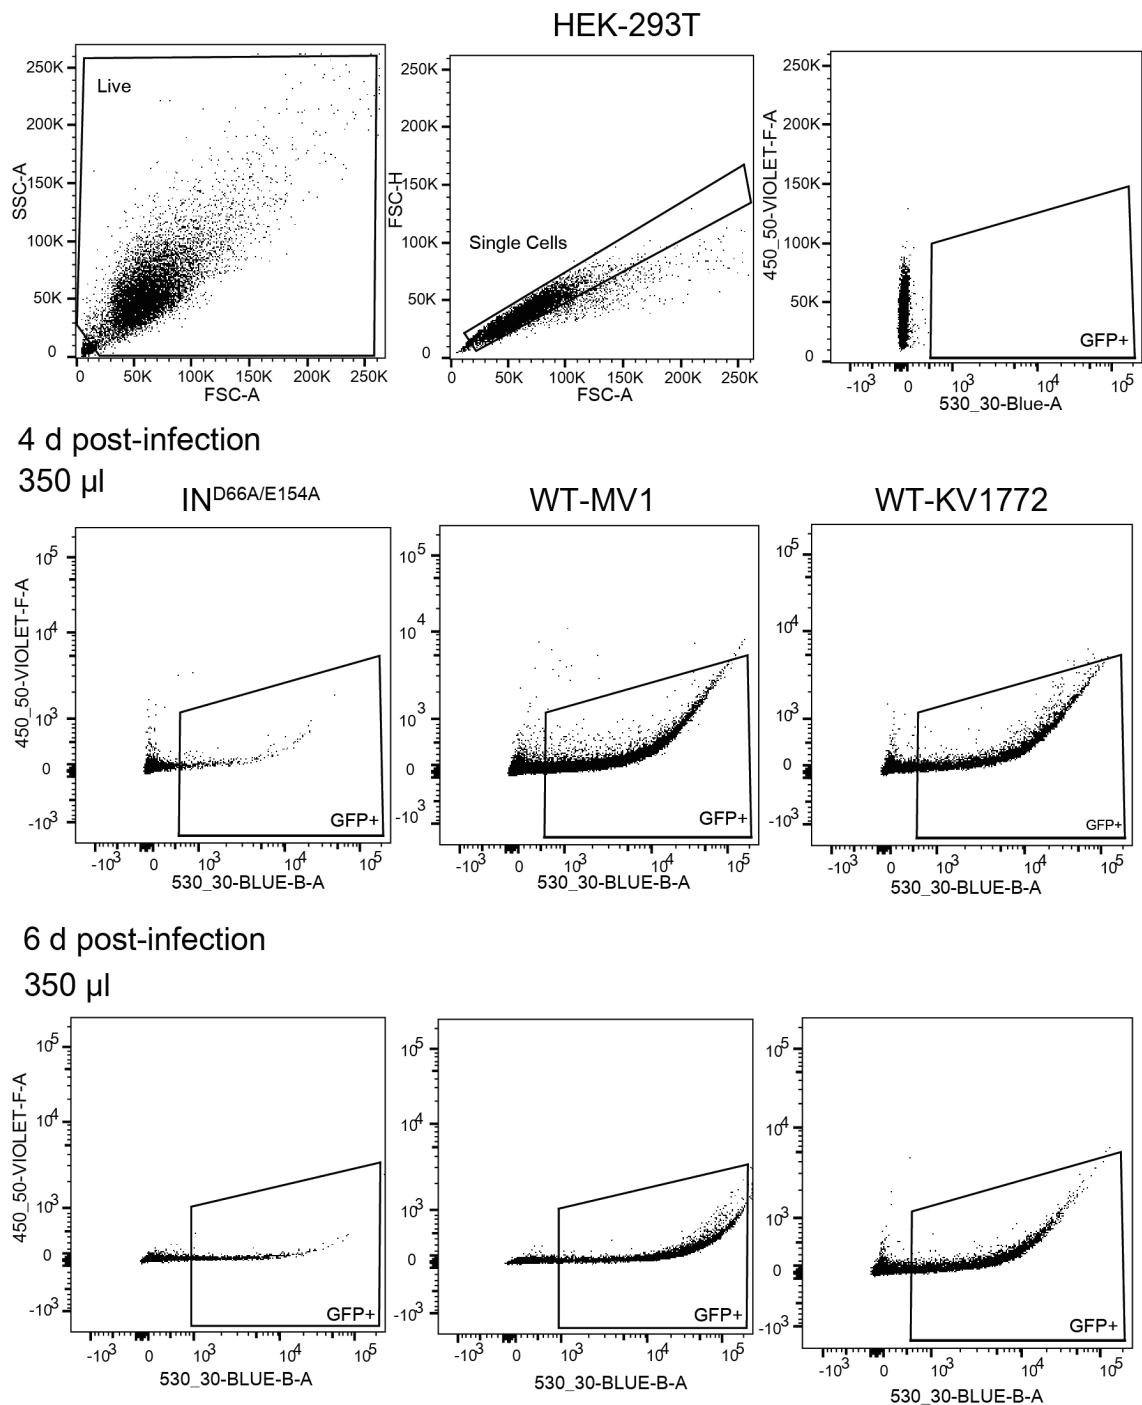 HEK-293T
250K
200K
150K
100K
50K
0
SSC-A
Live
0 50K 100K 150K 200K 250K
FSC-A
250K
200K
150K
100K
50K
0
FSC-H
Single Cells
0 50K 100K 150K 200K 250K
FSC-A
250K
200K
150K
100K
50K
0
450_50-VIOLET-F-A
GFP+
-10³ 0 10³ 10⁴ 10⁵
530_30-Blue-A
4 d post-infection
350 µl
IN^D66A/E154A
WT-MV1
WT-KV1772
450_50-VIOLET-F-A
10⁵
10⁴
10³
0
-10³
GFP+
-10³ 0 10³ 10⁴ 10⁵
530_30-BLUE-B-A
10⁵
10⁴
10³
0
-10³
GFP+
-10³ 0 10³ 10⁴ 10⁵
530_30-BLUE-B-A
10⁵
10⁴
10³
0
-10³
GFP+
-10³ 0 10³ 10⁴ 10⁵
530_30-BLUE-B-A
6 d post-infection
350 µl
450_50-VIOLET-F-A
10⁵
10⁴
10³
0
-10³
GFP+
-10³ 0 10³ 10⁴ 10⁵
530_30-BLUE-B-A
10⁵
10⁴
10³
0
-10³
GFP+
-10³ 0 10³ 10⁴ 10⁵
530_30-BLUE-B-A
10⁵
10⁴
10³
0
-10³
GFP+
-10³ 0 10³ 10⁴ 10⁵
530_30-BLUE-B-A